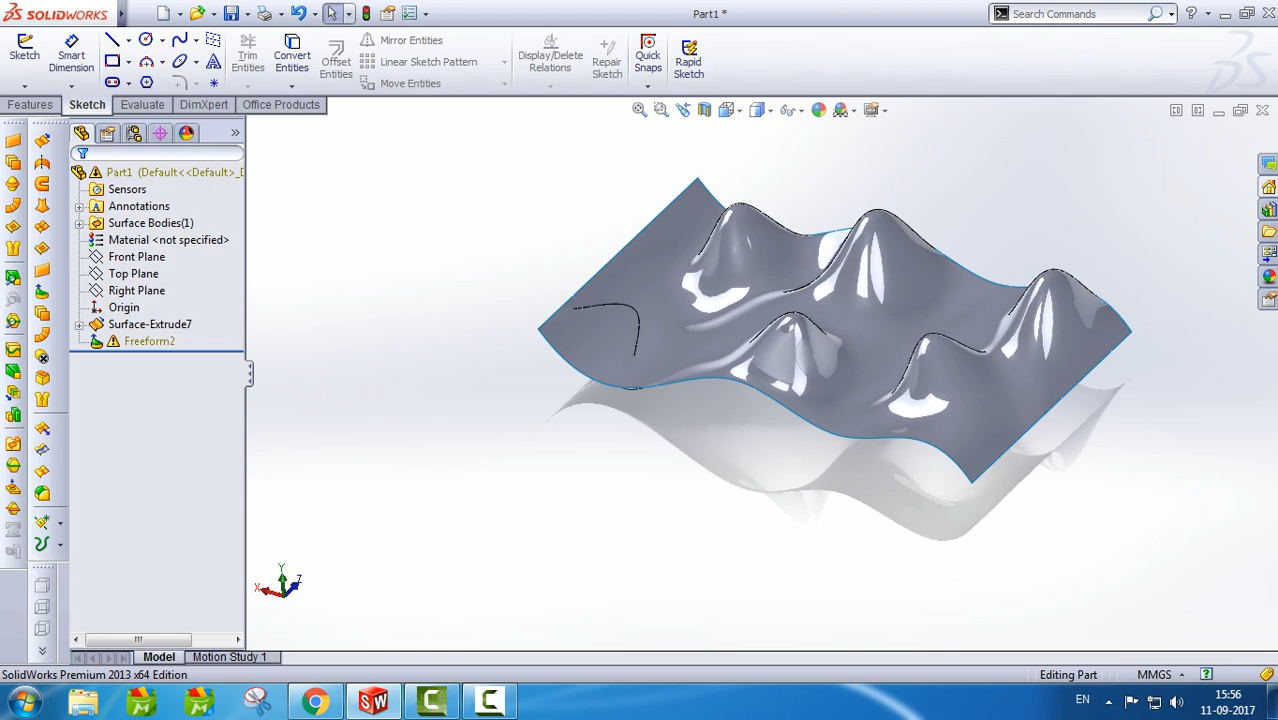 SOLIDWORKS
Part1 *
Search Commands
Sketch
Smart Dimension
Trim Entities
Convert Entities
Offset Entities
Mirror Entities
Linear Sketch Pattern
Move Entities
Display/Delete Relations
Repair Sketch
Quick Snaps
Rapid Sketch
Features
Sketch
Evaluate
DimXpert
Office Products
Part1 (Default<<Default>_D
Sensors
Annotations
Surface Bodies(1)
Material <not specified>
Front Plane
Top Plane
Right Plane
Origin
Surface-Extrude7
Freeform2
Y
X
Z
Model
Motion Study 1
SolidWorks Premium 2013 x64 Edition
Editing Part
MMGS
EN
15:56
11-09-2017